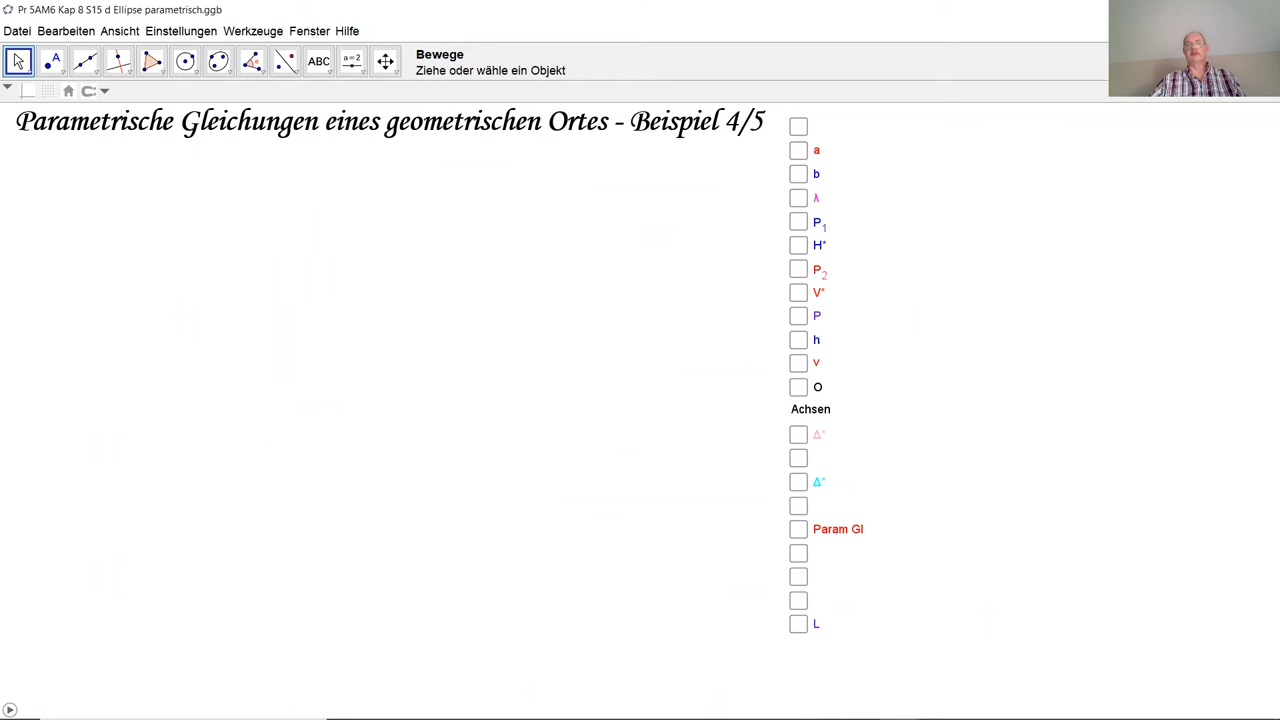 Pr 5AM6 Kap 8 S15 d Ellipse parametrisch.ggb
Datei Bearbeiten Ansicht Einstellungen Werkzeuge Fenster Hilfe
A
ABC
a=2
Bewege
Ziehe oder wähle ein Objekt
Parametrische Gleichungen eines geometrischen Ortes - Beispiel 4/5
a
b
λ
P₁
H*
P₂
V*
P
h
v
O
Achsen
Δ*
Δ*
Param Gl
L